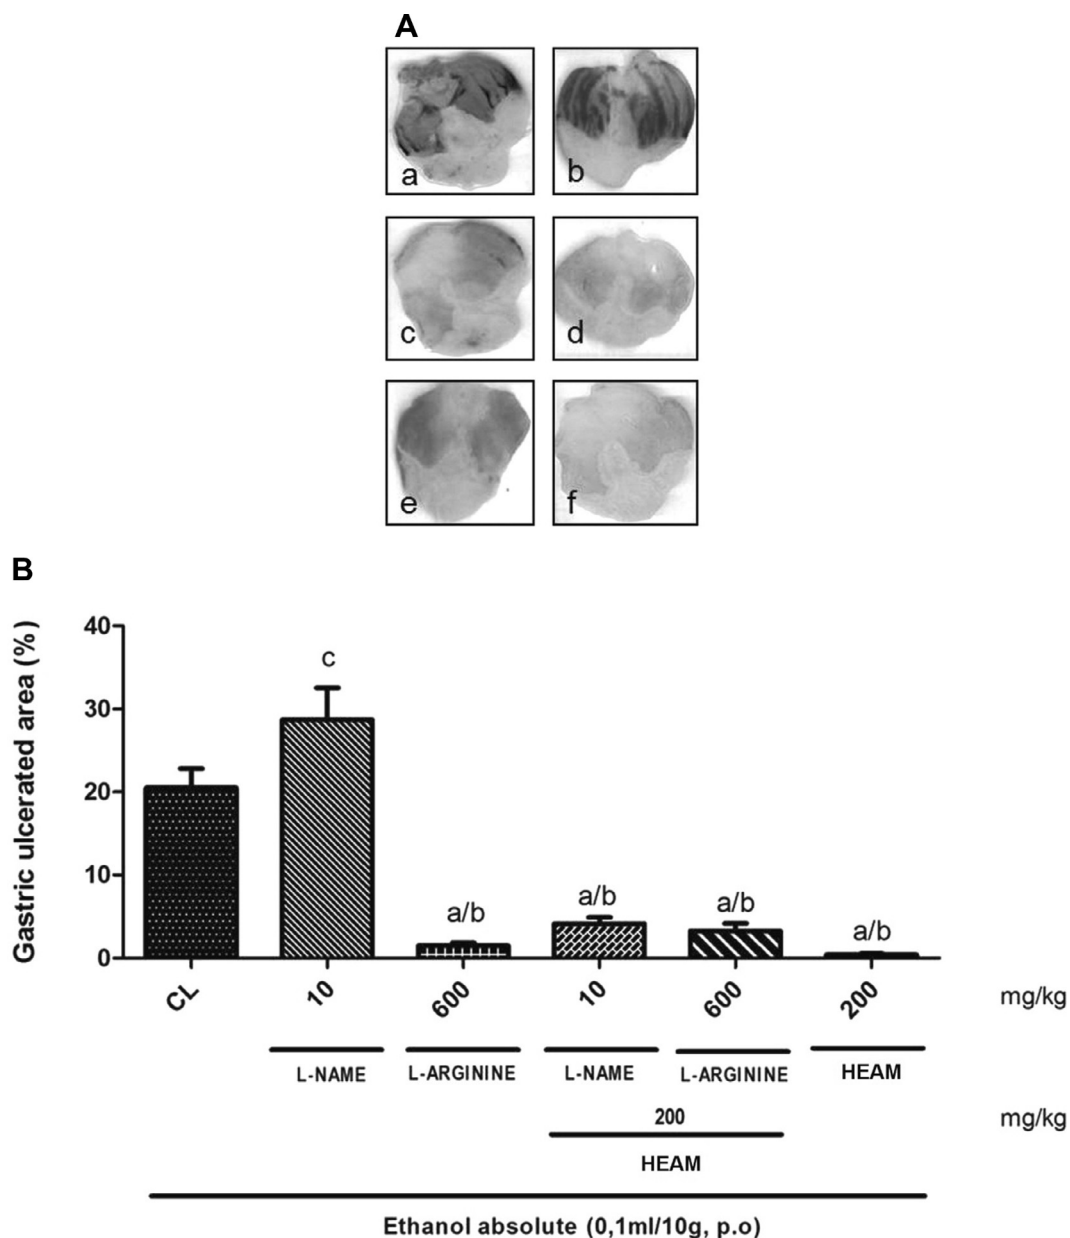 A
a
b
c
d
e
f
B
Gastric ulcerated area (%)
40
30
20
10
0
c
a/b
a/b
a/b
a/b
CL
10
600
10
600
200
mg/kg
L-NAME
L-ARGININE
L-NAME
L-ARGININE
HEAM
200
mg/kg
HEAM
Ethanol absolute (0,1ml/10g, p.o)